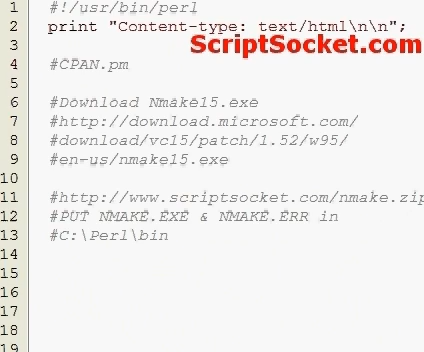 1 #!/usr/bin/perl
2 print "Content-type: text/html\n\n";
3 ScriptSocket.com
4 #CPAN.pm
5
6 #Download Nmake15.exe
7 #http://download.microsoft.com/
8 #download/vc15/patch/1.52/w95/
9 #en-us/nmake15.exe
10
11 #http://www.scriptsocket.com/nmake.zip
12 #PUT NMAKE.EXE & NMAKE.ERR in
13 #C:\Perl\bin
14
15
16
17
18
19